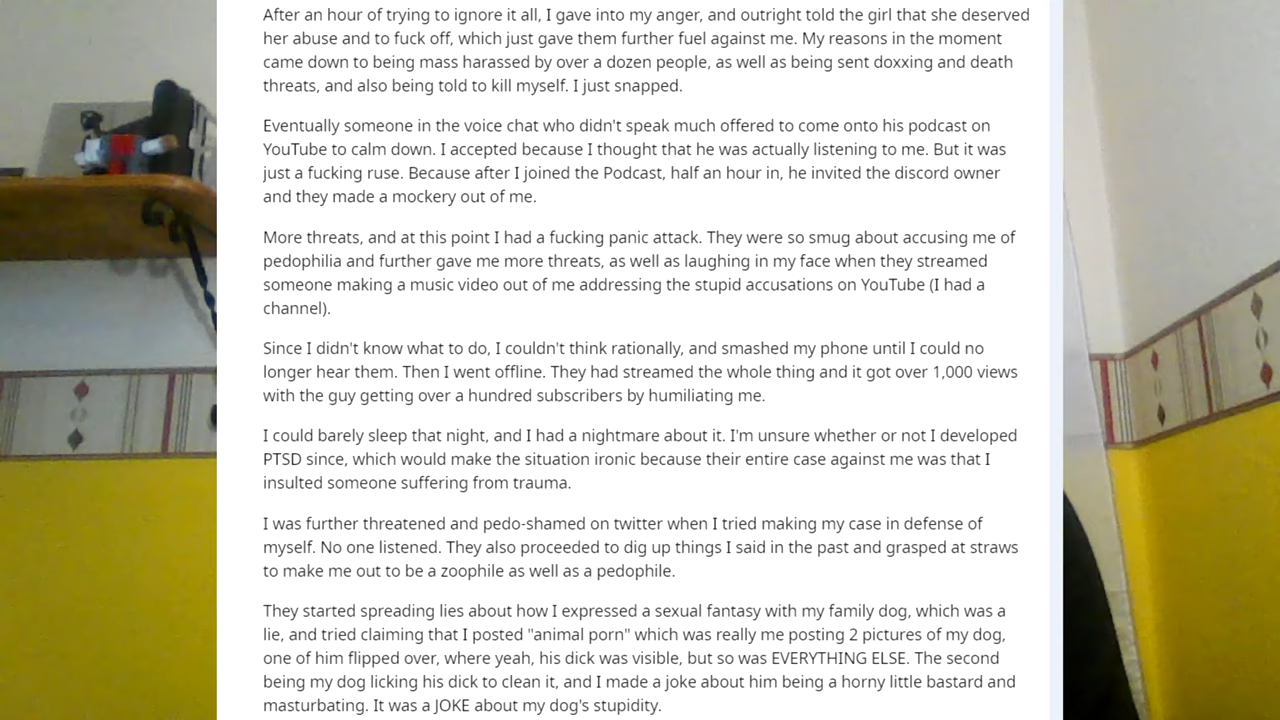 After an hour of trying to ignore it all, I gave into my anger, and outright told the girl that she deserved
her abuse and to fuck off, which just gave them further fuel against me. My reasons in the moment
came down to being mass harassed by over a dozen people, as well as being sent doxxing and death
threats, and also being told to kill myself. I just snapped.
Eventually someone in the voice chat who didn't speak much offered to come onto his podcast on
YouTube to calm down. I accepted because I thought that he was actually listening to me. But it was
just a fucking ruse. Because after I joined the Podcast, half an hour in, he invited the discord owner
and they made a mockery out of me.
More threats, and at this point I had a fucking panic attack. They were so smug about accusing me of
pedophilia and further gave me more threats, as well as laughing in my face when they streamed
someone making a music video out of me addressing the stupid accusations on YouTube (I had a
channel).
Since I didn't know what to do, I couldn't think rationally, and smashed my phone until I could no
longer hear them. Then I went offline. They had streamed the whole thing and it got over 1,000 views
with the guy getting over a hundred subscribers by humiliating me.
I could barely sleep that night, and I had a nightmare about it. I'm unsure whether or not I developed
PTSD since, which would make the situation ironic because their entire case against me was that I
insulted someone suffering from trauma.
I was further threatened and pedo-shamed on twitter when I tried making my case in defense of
myself. No one listened. They also proceeded to dig up things I said in the past and grasped at straws
to make me out to be a zoophile as well as a pedophile.
They started spreading lies about how I expressed a sexual fantasy with my family dog, which was a
lie, and tried claiming that I posted "animal porn" which was really me posting 2 pictures of my dog,
one of him flipped over, where yeah, his dick was visible, but so was EVERYTHING ELSE. The second
being my dog licking his dick to clean it, and I made a joke about him being a horny little bastard and
masturbating. It was a JOKE about my dog's stupidity.